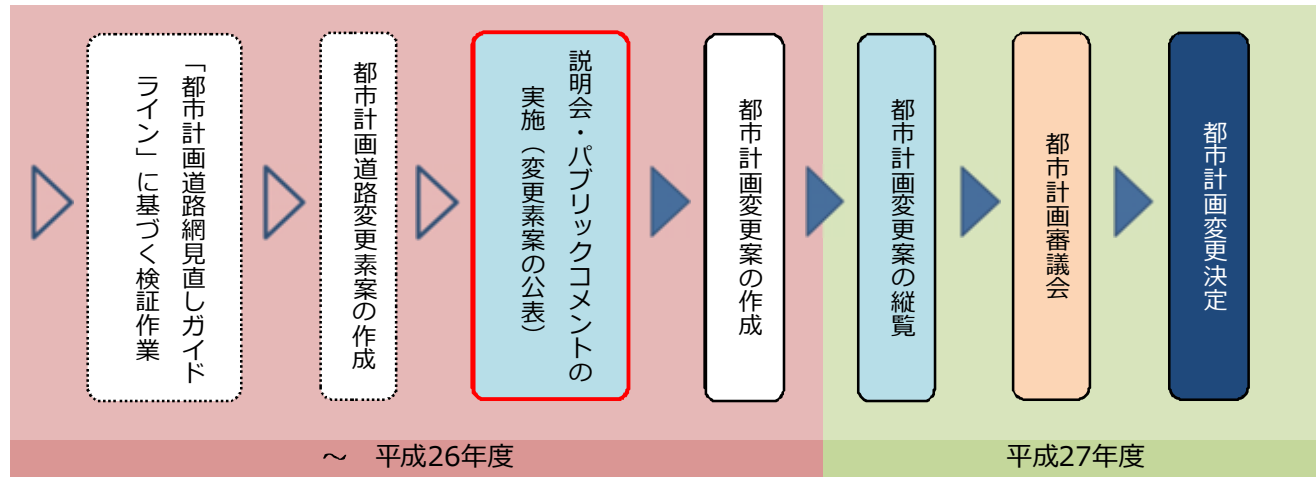 「都市計画道路網見直しガイド
ライン」に基づく検証作業
都市計画道路変更素案の作成
説明会・パブリックコメントの
実施（変更素案の公表）
都市計画変更案の作成
都市計画変更案の縦覧
都市計画審議会
都市計画変更決定
～　平成26年度
平成27年度